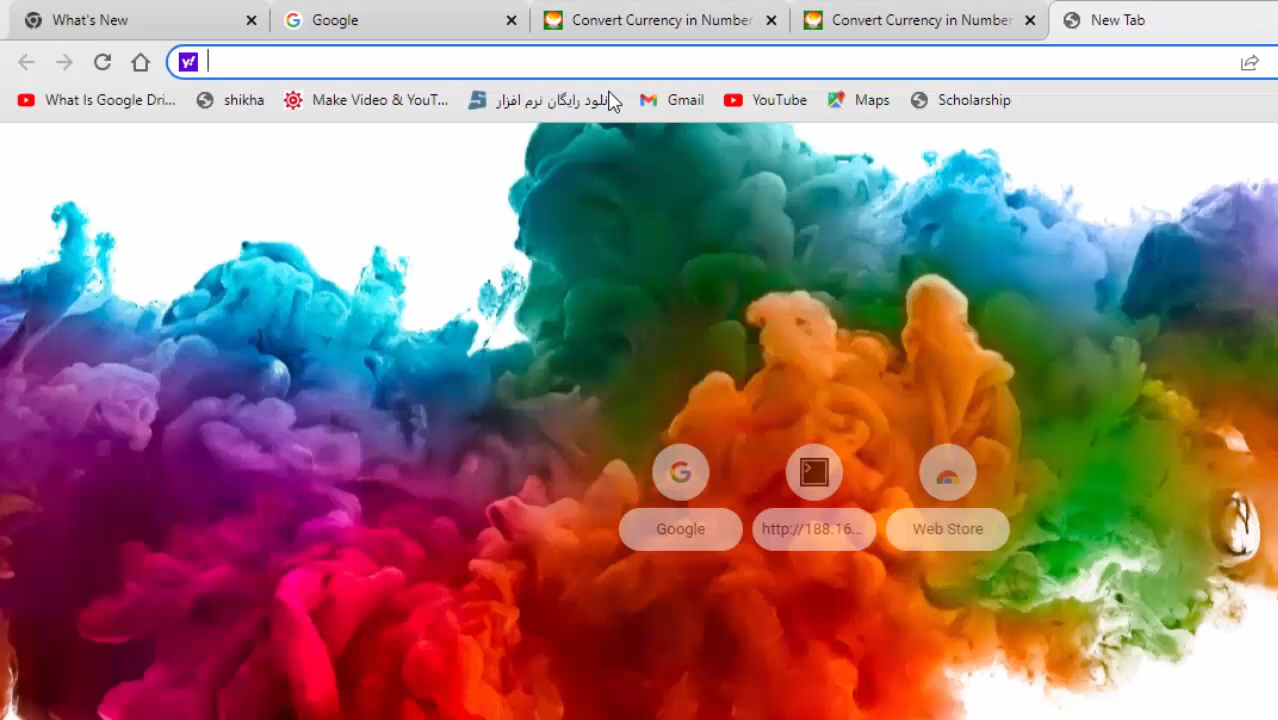 What's New
Google
Convert Currency in Number
Convert Currency in Number
New Tab
y!
What Is Google Dri...
shikha
Make Video & YouT...
دانلود رایگان نرم افزار
Gmail
YouTube
Maps
Scholarship
Google
http://188.16...
Web Store